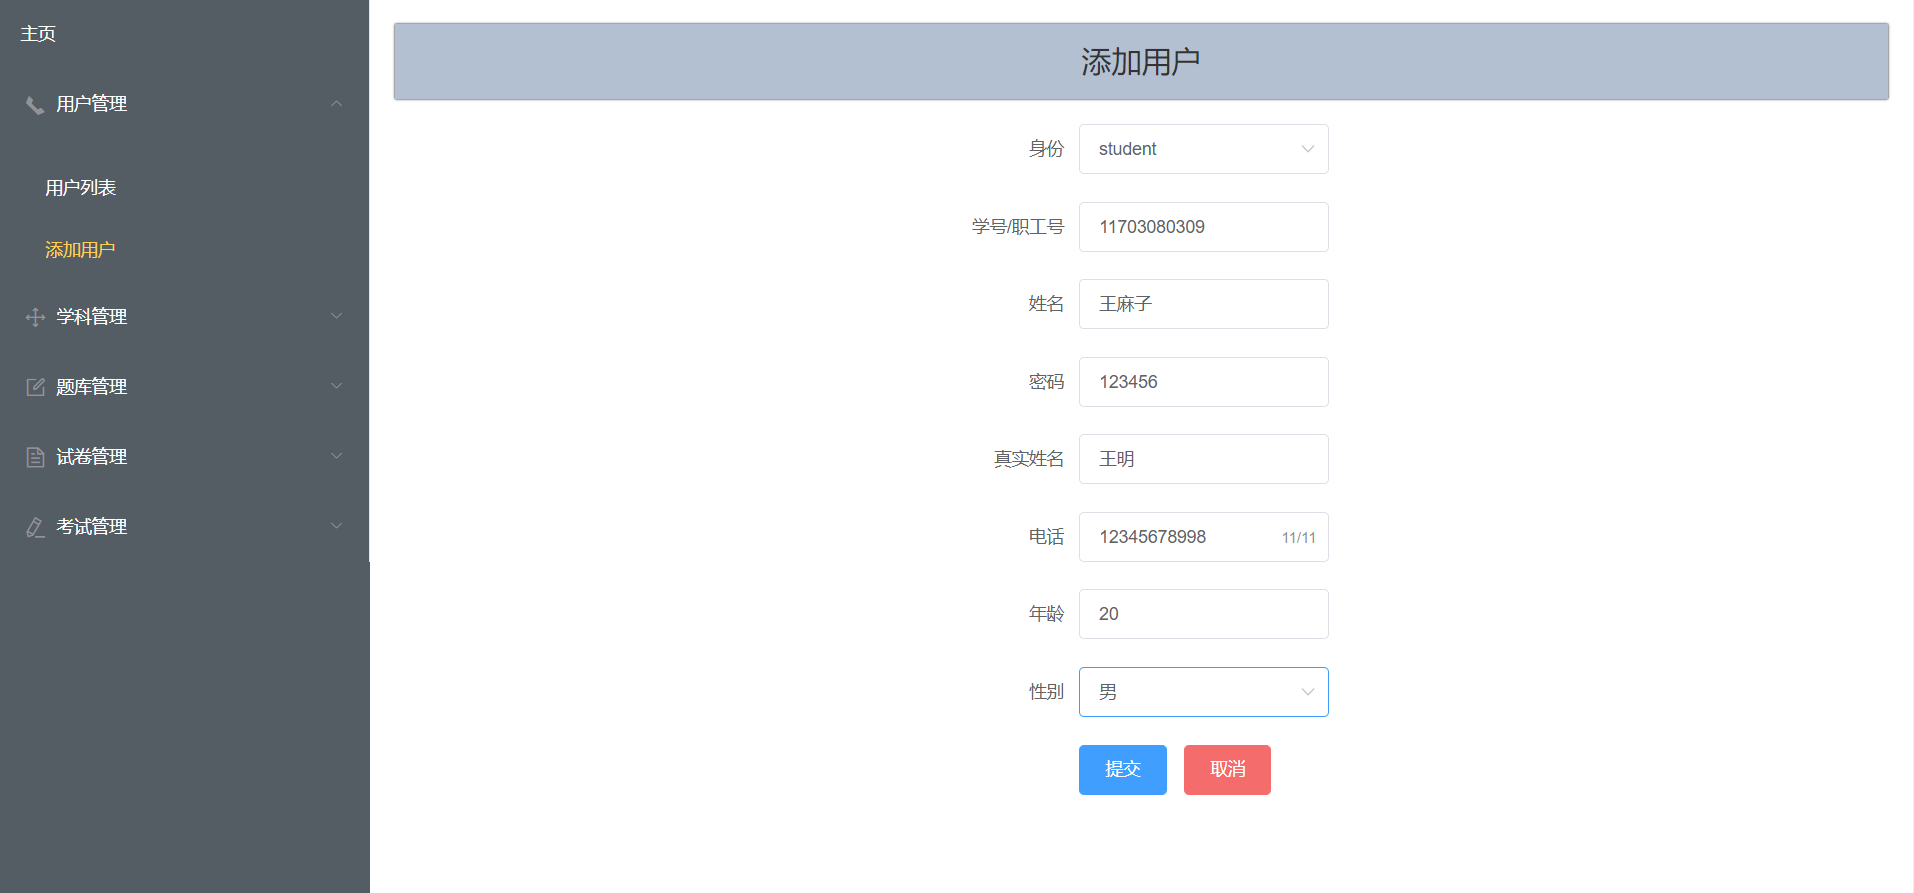 主页
用户管理
用户列表
添加用户
学科管理
题库管理
试卷管理
考试管理
添加用户
身份 student
学号/职工号 11703080309
姓名 王麻子
密码 123456
真实姓名 王明
电话 12345678998 11/11
年龄 20
性别 男
提交 取消